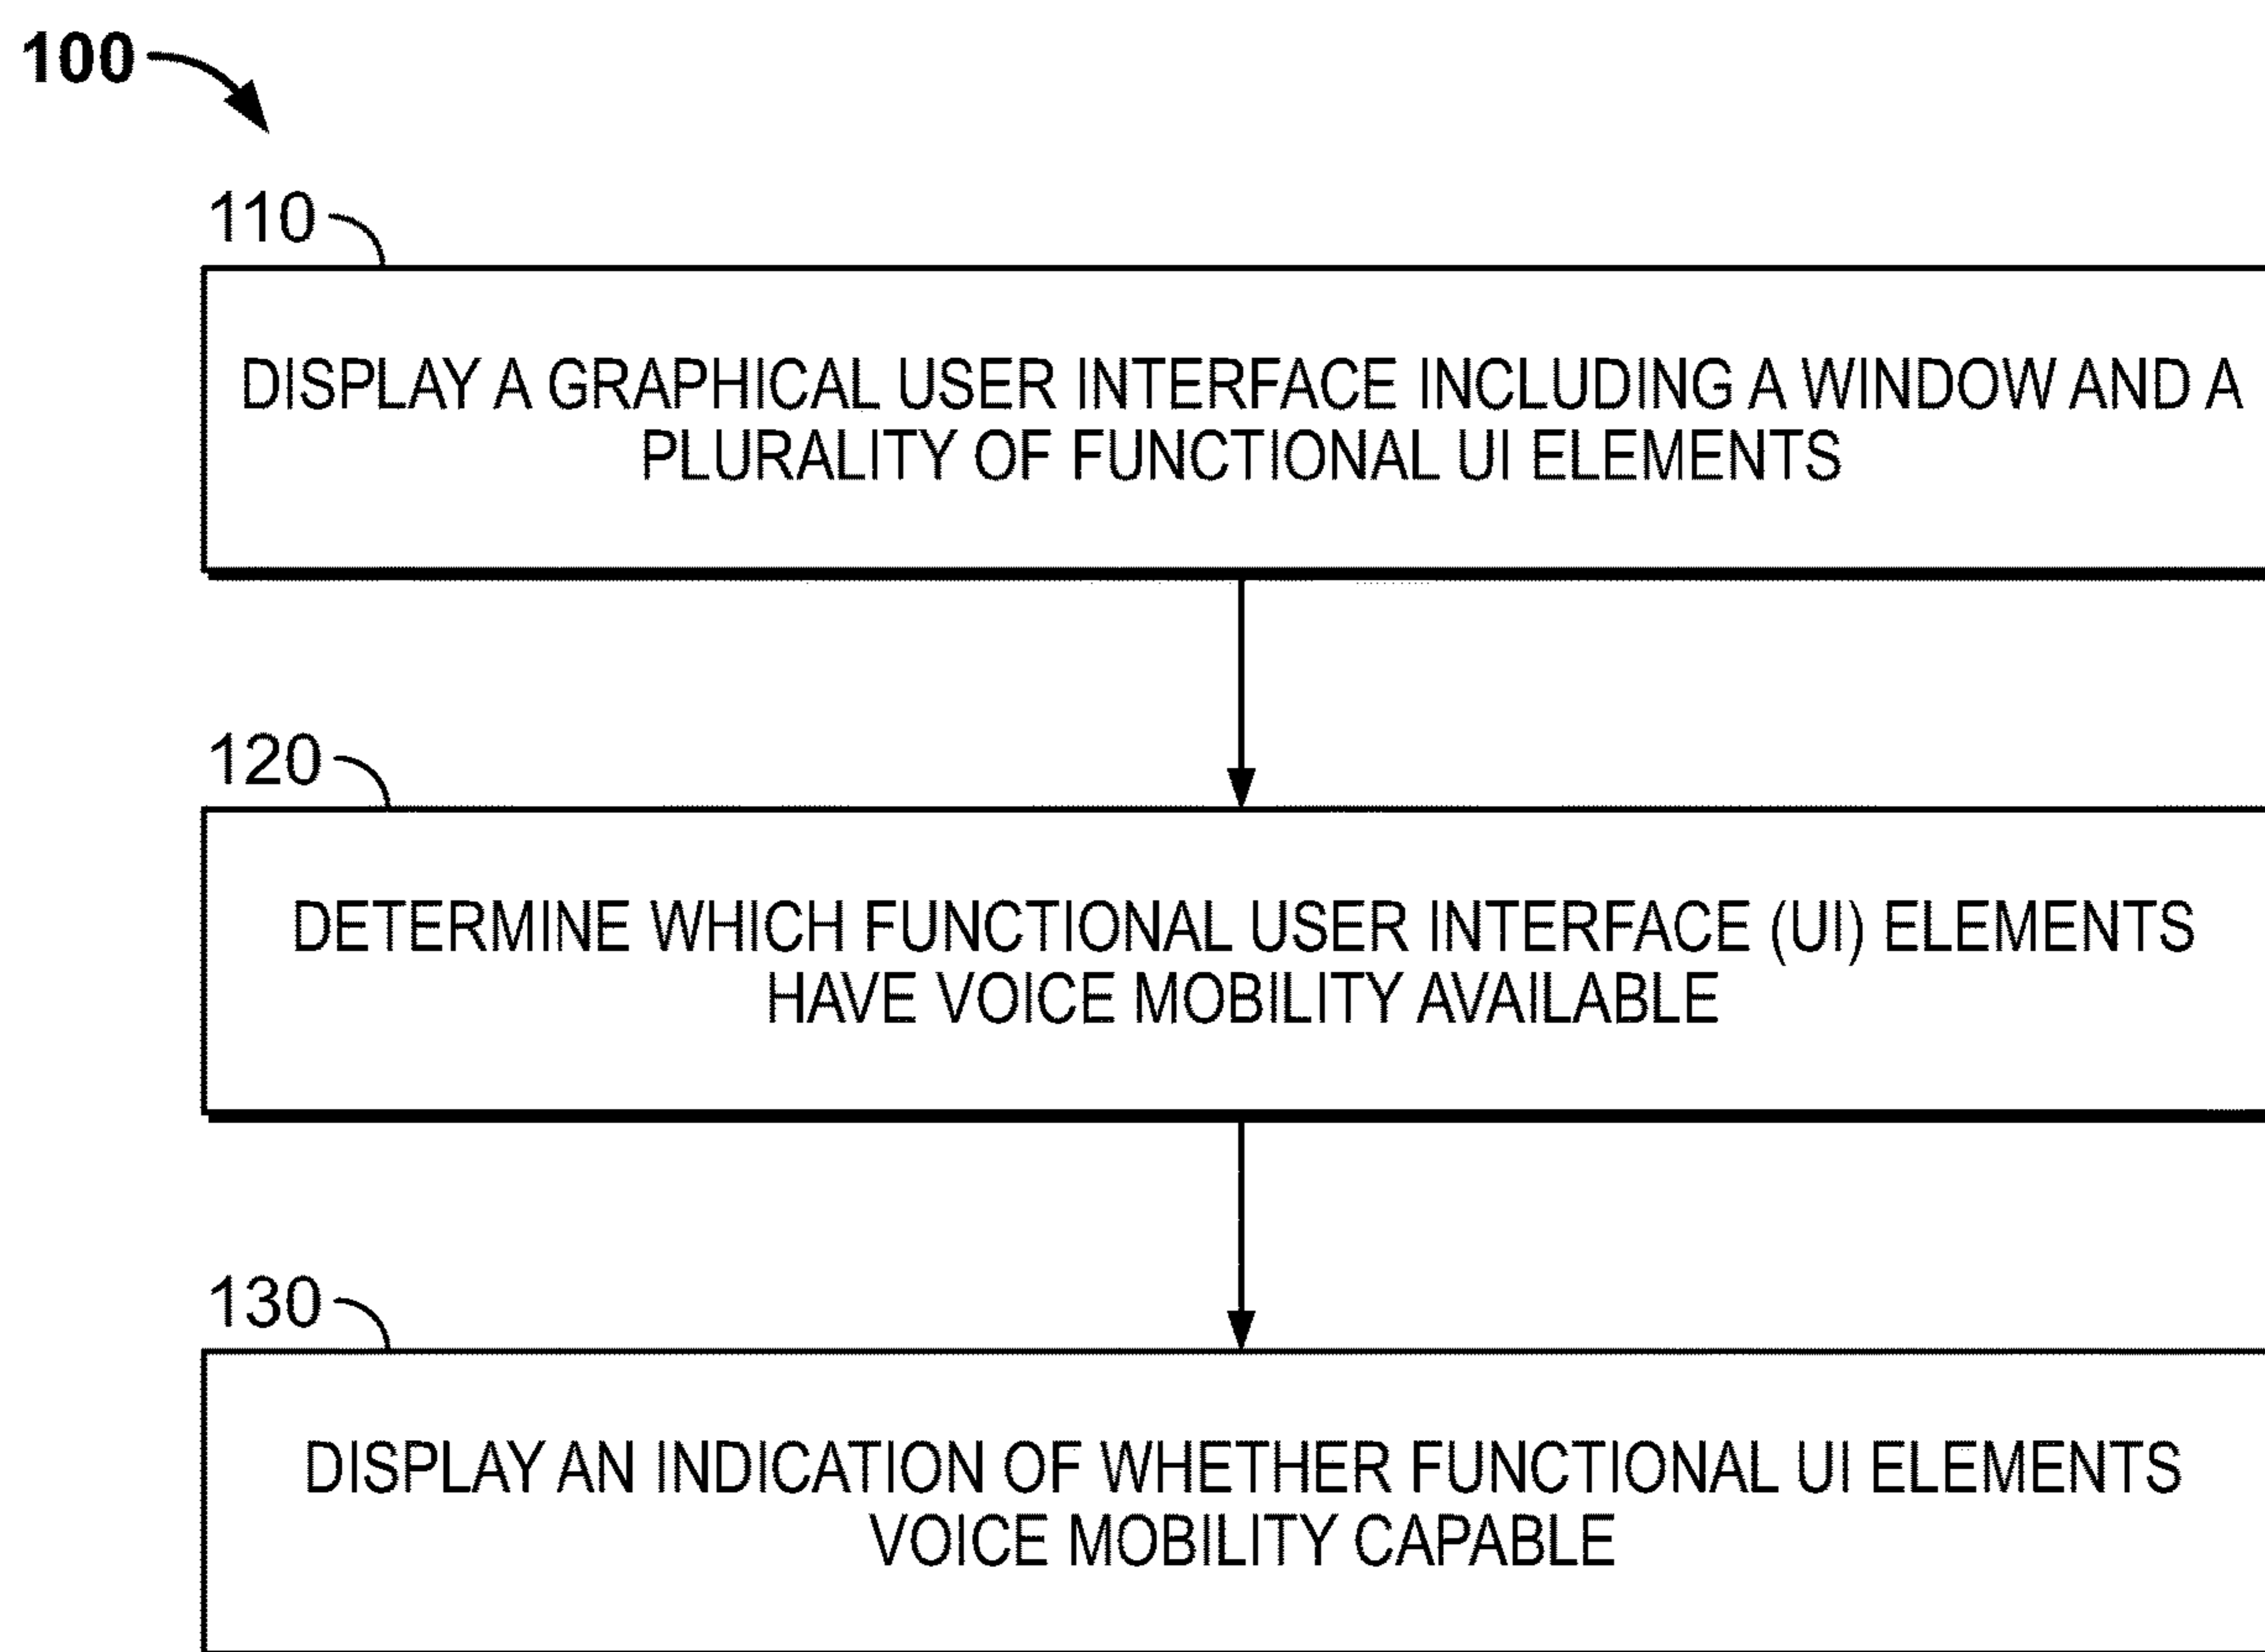 100
110
DISPLAY A GRAPHICAL USER INTERFACE INCLUDING A WINDOW AND A
PLURALITY OF FUNCTIONAL UI ELEMENTS
120
DETERMINE WHICH FUNCTIONAL USER INTERFACE (UI) ELEMENTS
HAVE VOICE MOBILITY AVAILABLE
130
DISPLAY AN INDICATION OF WHETHER FUNCTIONAL UI ELEMENTS
VOICE MOBILITY CAPABLE